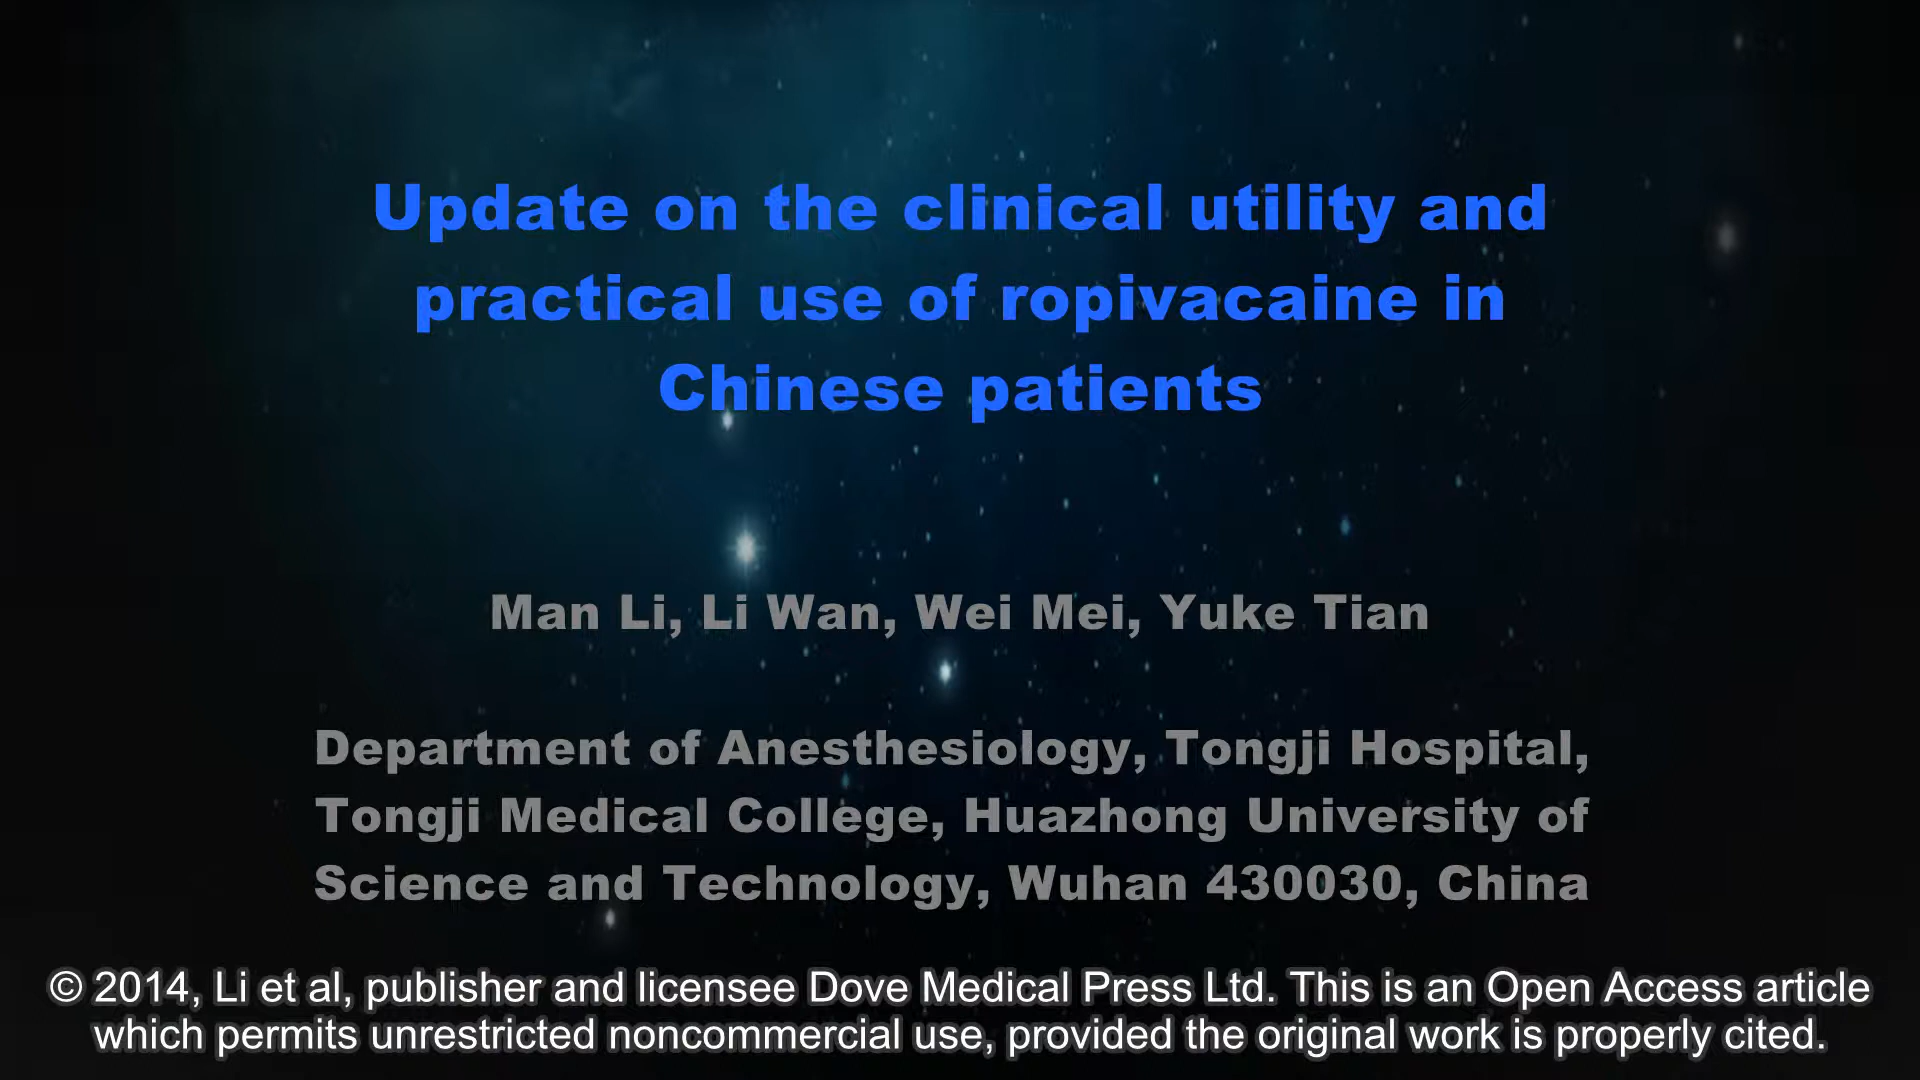 Update on the clinical utility and
practical use of ropivacaine in
Chinese patients
Man Li, Li Wan, Wei Mei, Yuke Tian
Department of Anesthesiology, Tongji Hospital,
Tongji Medical College, Huazhong University of
Science and Technology, Wuhan 430030, China
© 2014, Li et al, publisher and licensee Dove Medical Press Ltd. This is an Open Access article
which permits unrestricted noncommercial use, provided the original work is properly cited.